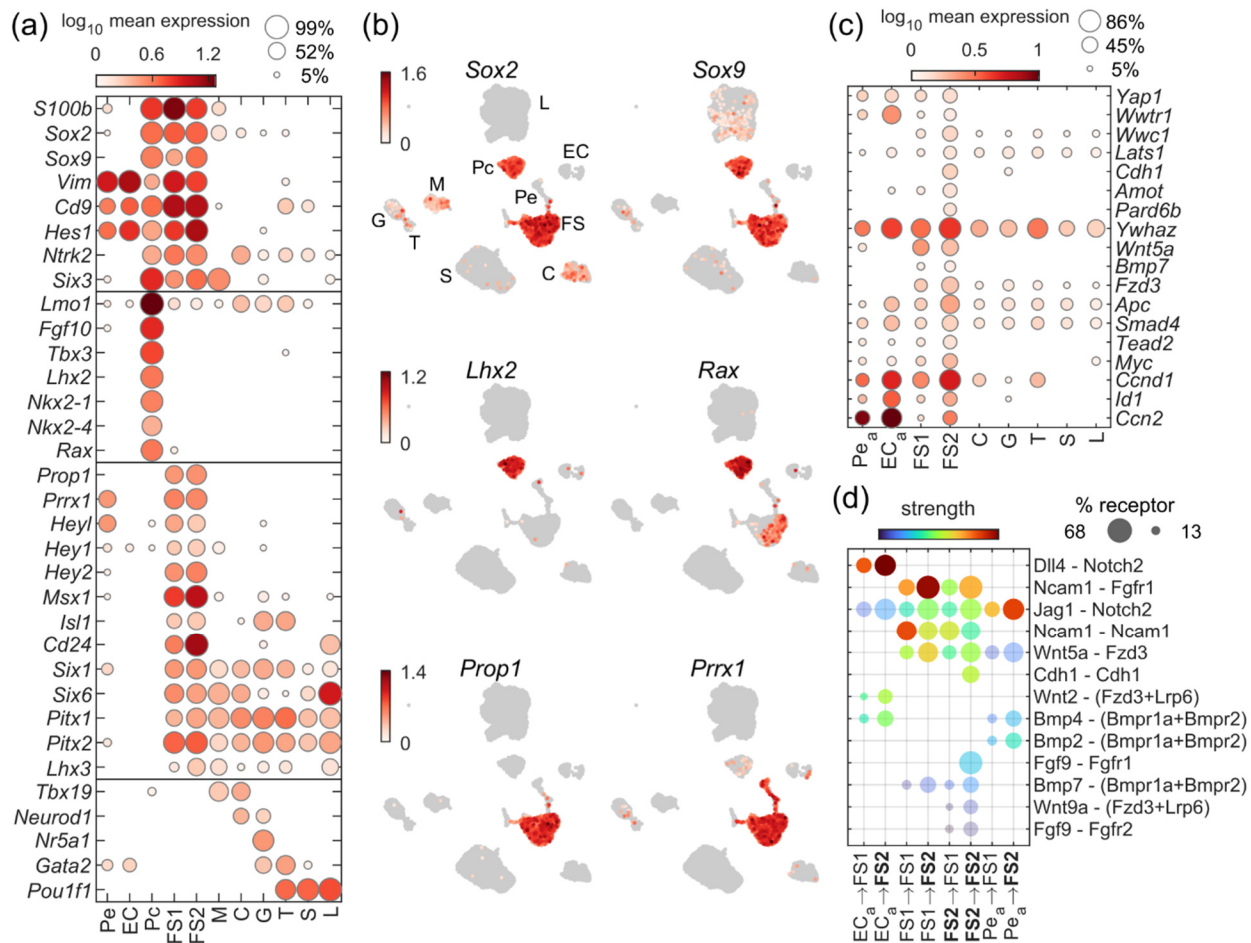 (a)
log10 mean expression
0 0.6 1.2
99%
52%
5%
S100b
Sox2
Sox9
Vim
Cd9
Hes1
Ntrk2
Six3
Lmo1
Fgf10
Tbx3
Lhx2
Nkx2-1
Nkx2-4
Rax
Prop1
Prrx1
Heyl
Hey1
Hey2
Msx1
Isl1
Cd24
Six1
Six6
Pitx1
Pitx2
Lhx3
Tbx19
Neurod1
Nr5a1
Gata2
Pou1f1
Pe EC Pc FS1 FS2 M C G T S L
(b)
1.6
0
Sox2
L
Pc
EC
M
Pe
G
FS
T
S
C
Sox9
1.2
0
Lhx2
Rax
1.4
0
Prop1
Prrx1
(c)
log10 mean expression
0 0.5 1
86%
45%
5%
Yap1
Wwtr1
Wwc1
Lats1
Cdh1
Amot
Pard6b
Ywhaz
Wnt5a
Bmp7
Fzd3
Apc
Smad4
Tead2
Myc
Ccnd1
Id1
Ccn2
Pea ECa FS1 FS2 C G T S L
(d)
strength
% receptor
68 13
Dll4 - Notch2
Ncam1 - Fgfr1
Jag1 - Notch2
Ncam1 - Ncam1
Wnt5a - Fzd3
Cdh1 - Cdh1
Wnt2 - (Fzd3+Lrp6)
Bmp4 - (Bmpr1a+Bmpr2)
Bmp2 - (Bmpr1a+Bmpr2)
Fgf9 - Fgfr1
Bmp7 - (Bmpr1a+Bmpr2)
Wnt9a - (Fzd3+Lrp6)
Fgf9 - Fgfr2
ECa→FS1
ECa→FS2
FS1→FS1
FS1→FS2
FS2→FS1
FS2→FS2
Pea→FS1
Pea→FS2